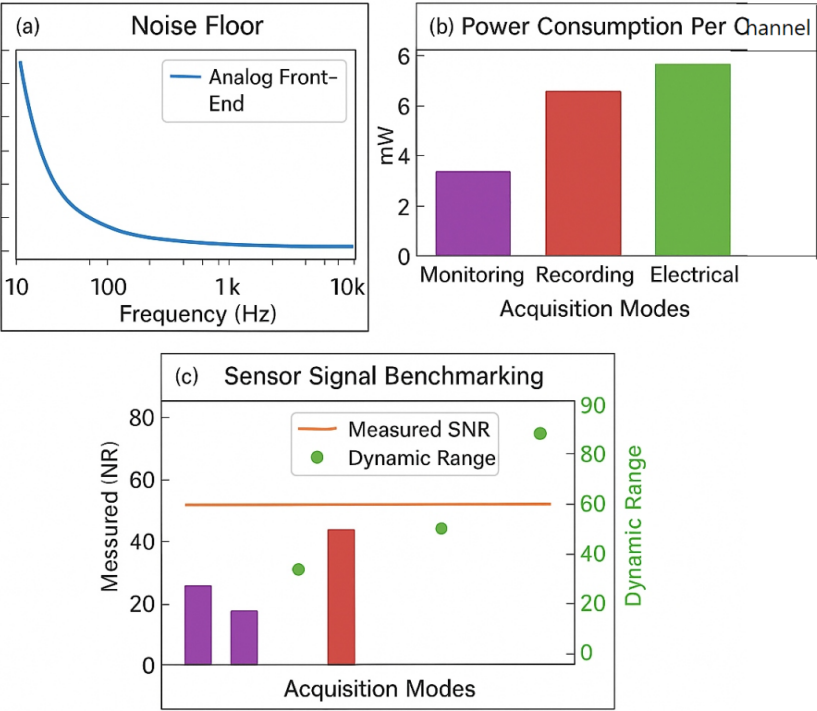 (a) Noise Floor
Analog Front-
End
10 100 1k 10k
Frequency (Hz)
(b) Power Consumption Per Channel
6
6
4
2
0
mW
Monitoring Recording Electrical
Acquisition Modes
(c) Sensor Signal Benchmarking
Measured SNR
Dynamic Range
80
60
40
20
0
Messured (NR)
90
80
60
40
20
0
Dynamic Range
Acquisition Modes